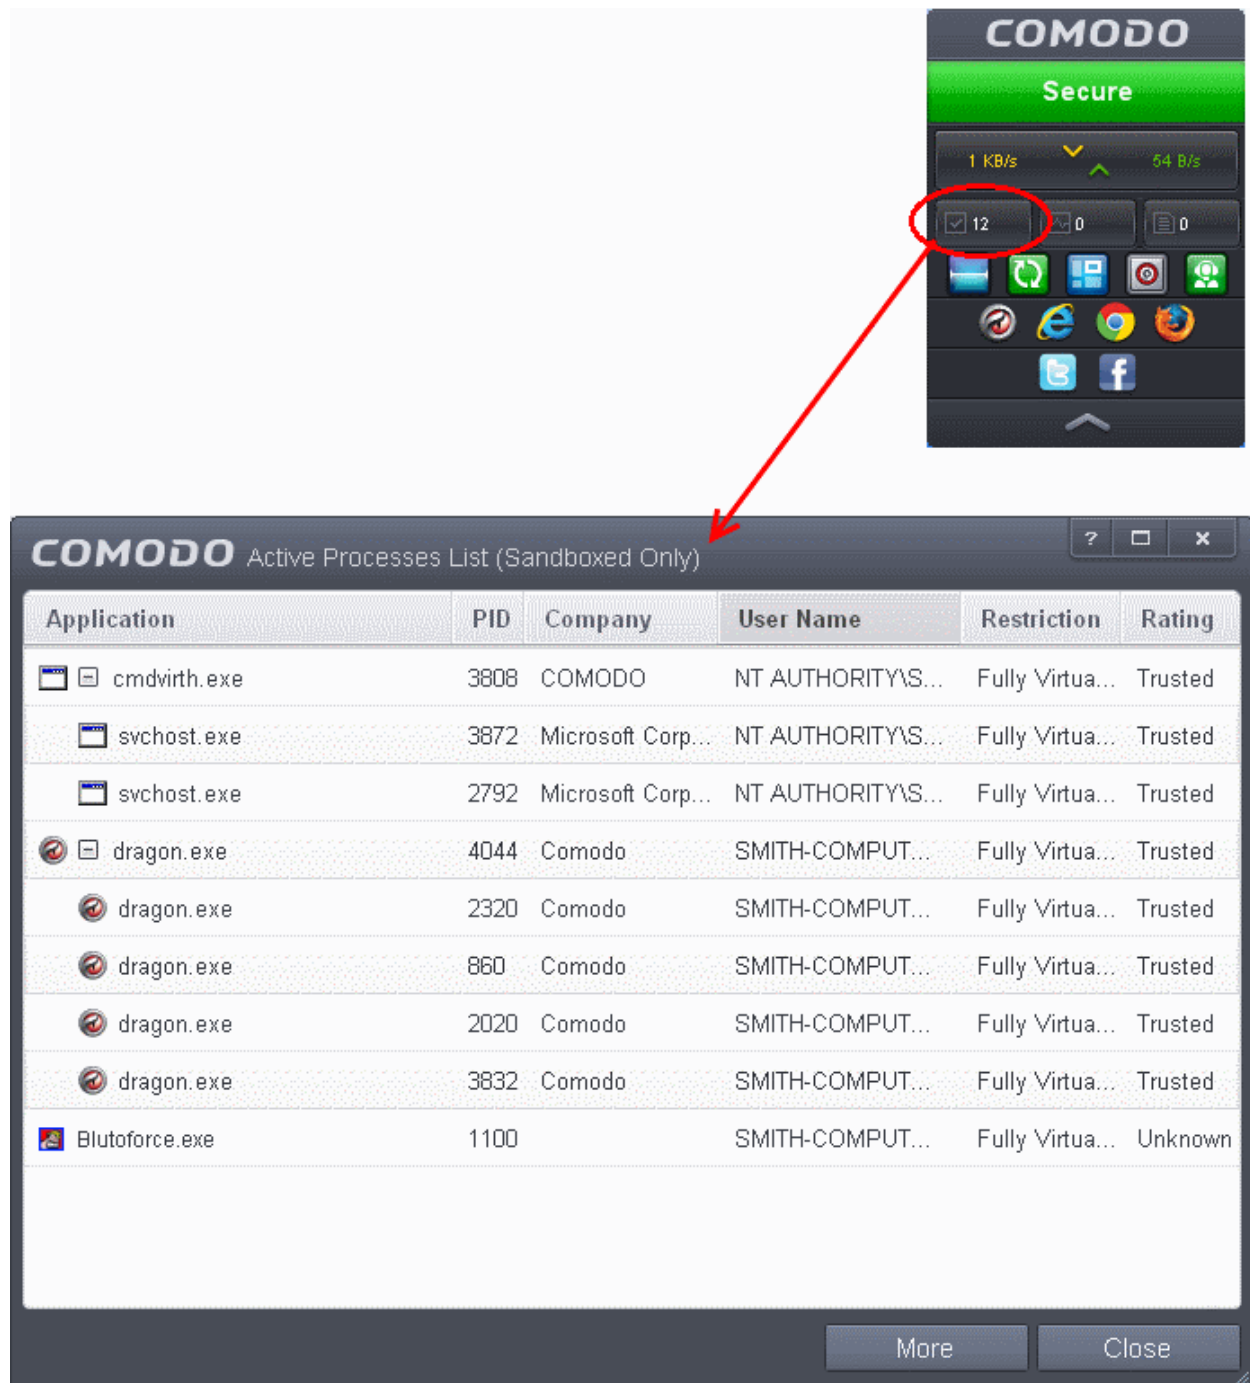 COMODO
Secure
1 KB/s 54 B/s
12 0 0
COMODO Active Processes List (Sandboxed Only) ? x
Application PID Company User Name Restriction Rating
cmdvirth.exe 3808 COMODO NT AUTHORITY\S... Fully Virtua... Trusted
svchost.exe 3872 Microsoft Corp... NT AUTHORITY\S... Fully Virtua... Trusted
svchost.exe 2792 Microsoft Corp... NT AUTHORITY\S... Fully Virtua... Trusted
dragon.exe 4044 Comodo SMITH-COMPUT... Fully Virtua... Trusted
dragon.exe 2320 Comodo SMITH-COMPUT... Fully Virtua... Trusted
dragon.exe 860 Comodo SMITH-COMPUT... Fully Virtua... Trusted
dragon.exe 2020 Comodo SMITH-COMPUT... Fully Virtua... Trusted
dragon.exe 3832 Comodo SMITH-COMPUT... Fully Virtua... Trusted
Blutoforce.exe 1100 SMITH-COMPUT... Fully Virtua... Unknown
More Close